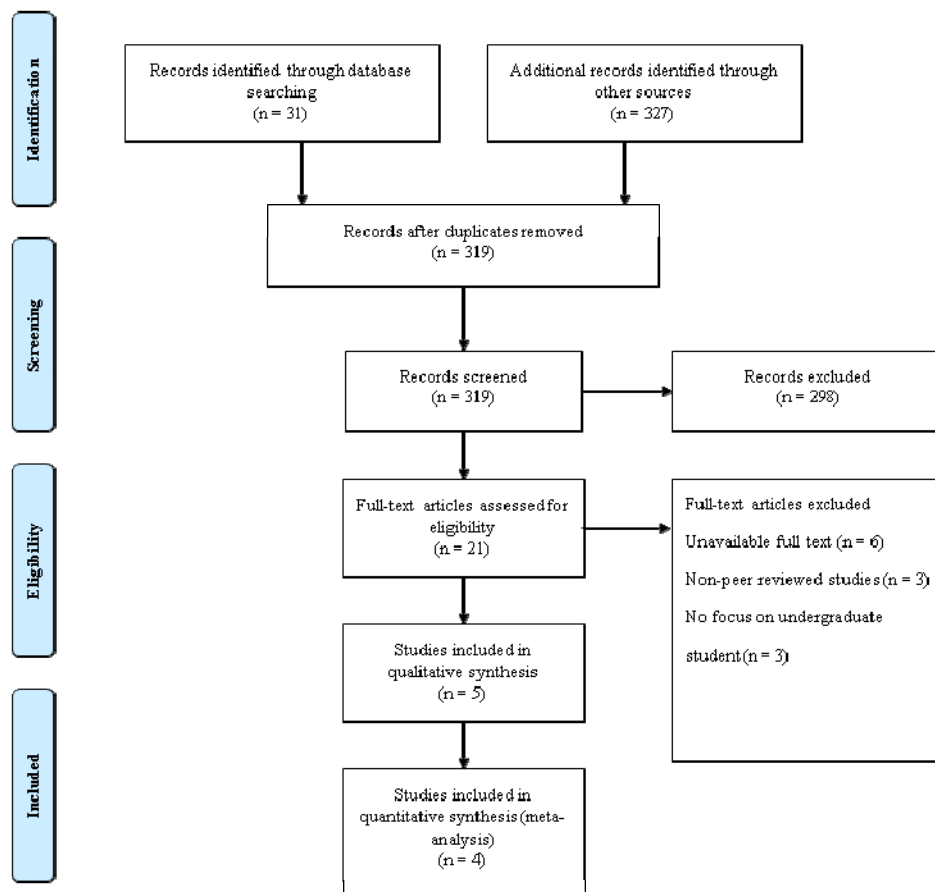 Identification
Records identified through database
searching
(n = 31)
Additional records identified through
other sources
(n = 327)
Records after duplicates removed
(n = 319)
Screening
Records screened
(n = 319)
Records excluded
(n = 298)
Eligibility
Full-text articles assessed for
eligibility
(n = 21)
Full-text articles excluded
Unavailable full text (n = 6)
Non-peer reviewed studies (n = 3)
No focus on undergraduate
student (n = 3)
Studies included in
qualitative synthesis
(n = 5)
Included
Studies included in
quantitative synthesis (meta-
analysis)
(n = 4)